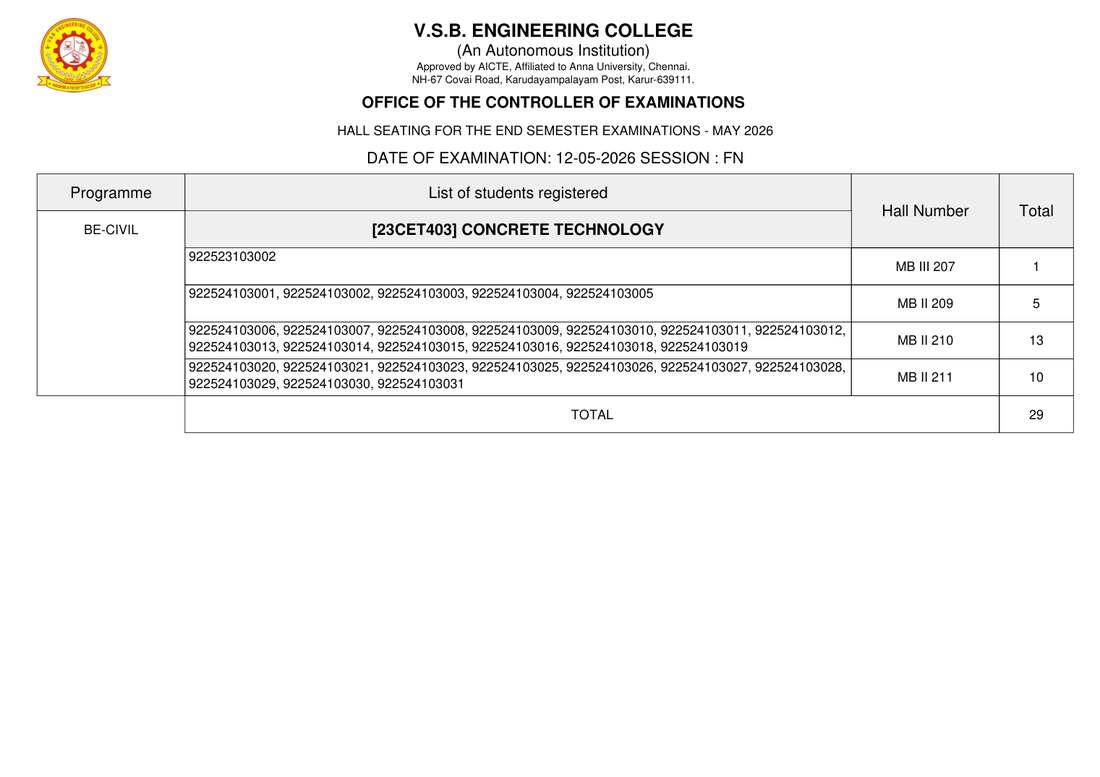 V.S.B. ENGINEERING COLLEGE
(An Autonomous Institution)
Approved by AICTE, Affiliated to Anna University, Chennai.
NH-67 Covai Road, Karudayampalayam Post, Karur-639111.
OFFICE OF THE CONTROLLER OF EXAMINATIONS
HALL SEATING FOR THE END SEMESTER EXAMINATIONS - MAY 2026
DATE OF EXAMINATION: 12-05-2026 SESSION : FN
Programme
List of students registered
Hall Number
Total
BE-CIVIL
[23CET403] CONCRETE TECHNOLOGY
922523103002
MB III 207
1
922524103001, 922524103002, 922524103003, 922524103004, 922524103005
MB II 209
5
922524103006, 922524103007, 922524103008, 922524103009, 922524103010, 922524103011, 922524103012,
922524103013, 922524103014, 922524103015, 922524103016, 922524103018, 922524103019
MB II 210
13
922524103020, 922524103021, 922524103023, 922524103025, 922524103026, 922524103027, 922524103028,
922524103029, 922524103030, 922524103031
MB II 211
10
TOTAL
29